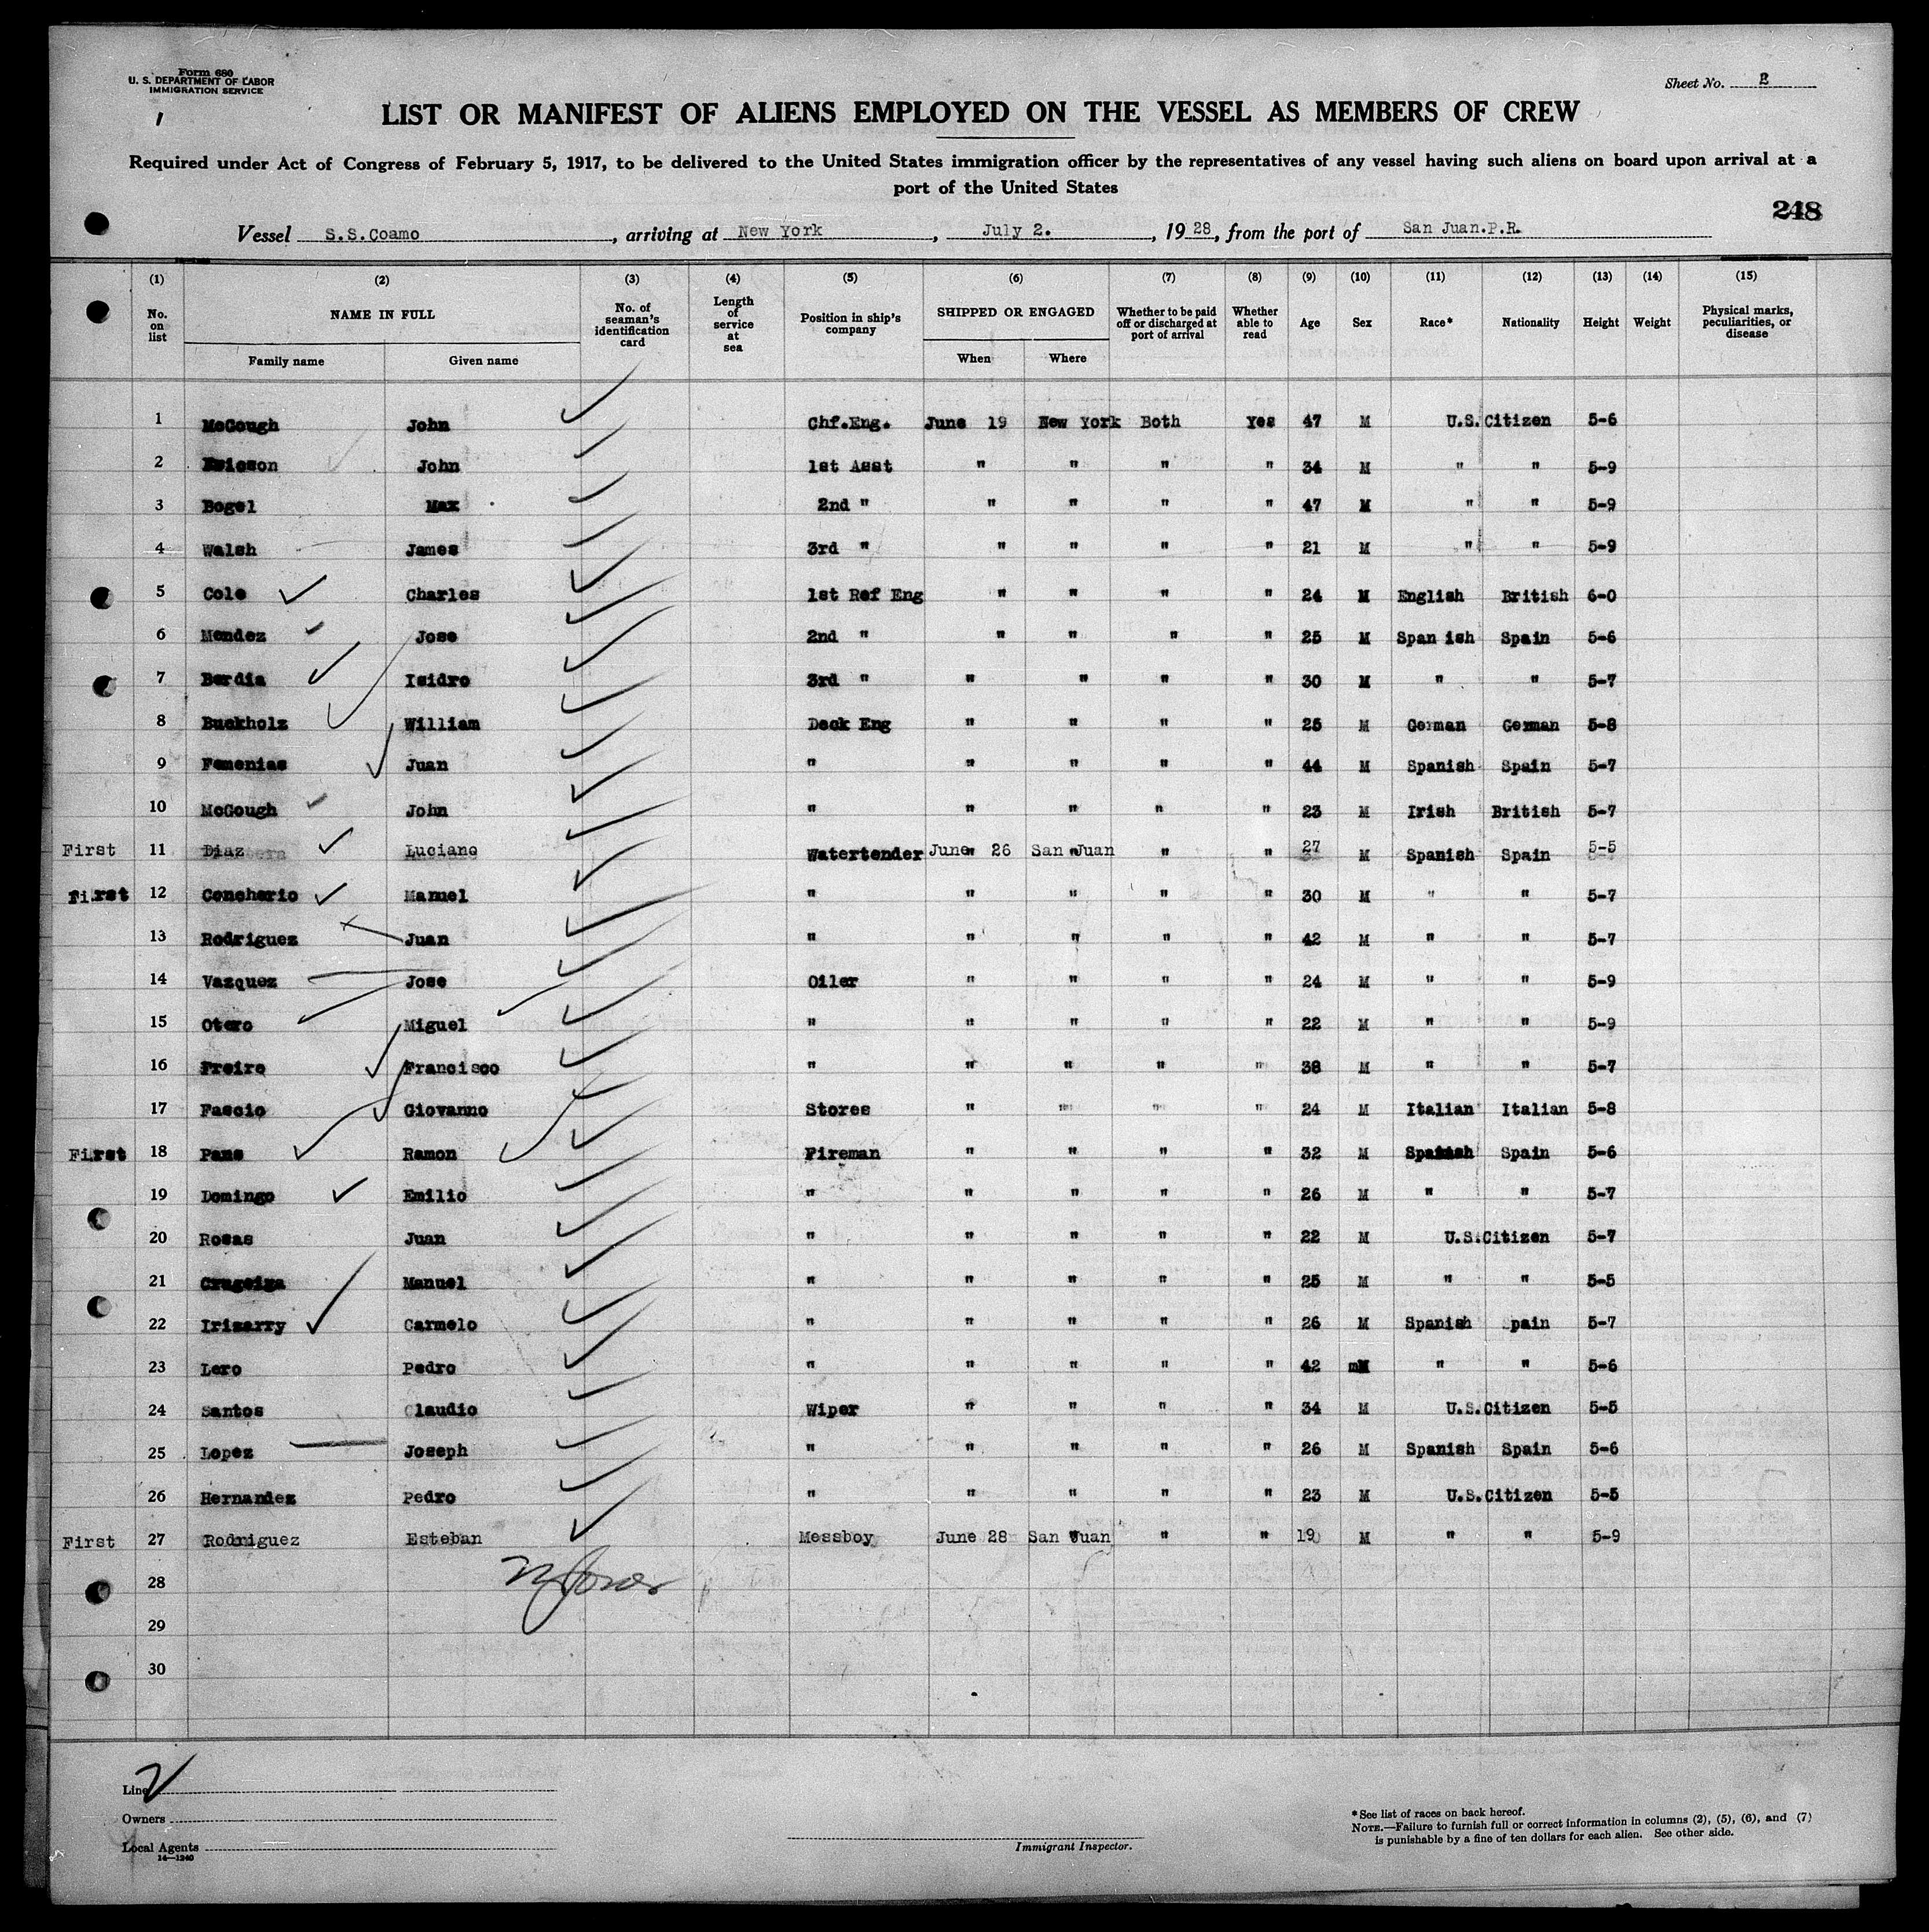 Form 680
U. S. DEPARTMENT OF LABOR
IMMIGRATION SERVICE
Sheet No. 2
LIST OR MANIFEST OF ALIENS EMPLOYED ON THE VESSEL AS MEMBERS OF CREW
Required under Act of Congress of February 5, 1917, to be delivered to the United States immigration officer by the representatives of any vessel having such aliens on board upon arrival at a
port of the United States
248
Vessel S.S.Coamo, arriving at New York, July 2., 1928, from the port of San Juan.P.R.
(1) (2) (3) (4) (5) (6) (7) (8) (9) (10) (11) (12) (13) (14) (15)
No. on list NAME IN FULL No. of seaman's identification card Length of service at sea Position in ship's company SHIPPED OR ENGAGED Whether to be paid off or discharged at port of arrival Whether able to read Age Sex Race* Nationality Height Weight Physical marks, peculiarities, or disease
Family name Given name When Where
1 McGough John Chf.Eng. June 19 New York Both Yes 47 M U.S.Citizen 5-6
2 Ericson John 1st Asst " " " " 34 M " " 5-9
3 Bogel Max 2nd " " " " " 47 M " " 5-9
4 Walsh James 3rd " " " " " 21 M " " 5-9
5 Cole Charles 1st Ref Eng " " " " 24 M English British 6-0
6 Mendez Jose 2nd " " " " " 25 M Span ish Spain 5-6
7 Berdia Isidro 3rd " " " " " 30 M " " 5-7
8 Buckholz William Deck Eng " " " " 25 M German German 5-8
9 Femenias Juan " " " " " 44 M Spanish Spain 5-7
10 McGough John " " " " " 23 M Irish British 5-7
First 11 Diaz Luciano Watertender June 26 San Juan " " 27 M Spanish Spain 5-5
First 12 Concherio Manuel " " " " " 30 M " " 5-7
13 Rodriguez Juan " " " " " 42 M " " 5-7
14 Vazquez Jose Oiler " " " " 24 M " " 5-9
15 Otero Miguel " " " " " 22 M " " 5-9
16 Freire Francisco " " " " " 38 M " " 5-7
17 Fascio Giovanno Stores " " " " 24 M Italian Italian 5-8
First 18 Pans Ramon Fireman " " " " 32 M Spanish Spain 5-6
19 Domingo Emilio " " " " " 26 M " " 5-7
20 Rosas Juan " " " " " 22 M U.S.Citizen 5-7
21 Manuel " " " " " 25 M " " 5-5
22 Irizarry Carmelo " " " " " 26 M Spanish Spain 5-7
23 Lero Pedro " " " " " 42 mM " " 5-6
24 Santos Claudio Wiper " " " " 34 M U.S.Citizen 5-5
25 Lopez Joseph " " " " " 26 M Spanish Spain 5-6
26 Hernandez Pedro " " " " " 23 M U.S.Citizen 5-5
First 27 Rodriguez Esteban Messboy June 28 San Juan " " 19 M " " 5-9
28
29
30
Line
Owners
Local Agents
14—1240
Immigrant Inspector.
* See list of races on back hereof.
NOTE.—Failure to furnish full or correct information in columns (2), (5), (6), and (7)
is punishable by a fine of ten dollars for each alien. See other side.